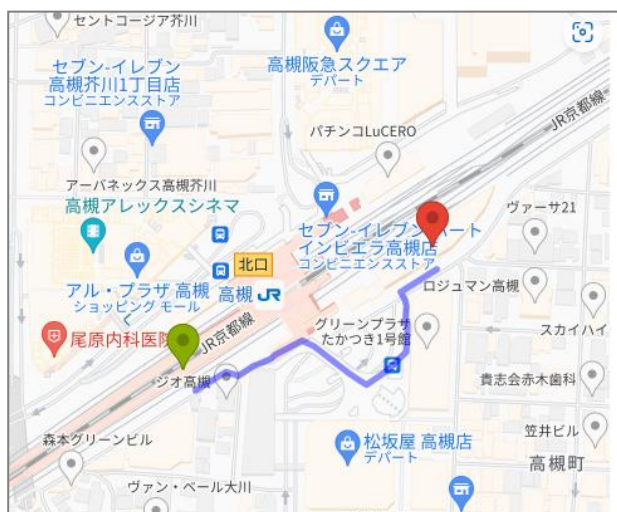 セントコージア芥川
高槻阪急スクエア
デパート
セブン-イレブン
高槻芥川1丁目店
コンビニエンスストア
パチンコLuCERO
JR京都線
アーバネックス高槻芥川
高槻アレックスシネマ
セブン-イレブン ハート
インビエラ高槻店
コンビニエンスストア
ヴァーサ21
北口
アル・プラザ 高槻
ショッピング モール
高槻
JR
ロジュマン高槻
尾原内科医院
JR京都線
グリーンプラザ
たかつき1号館
スカイハイ
ジオ高槻
貴志会赤木歯科
森本グリーンビル
松坂屋 高槻店
デパート
笠井ビル
高槻町
ヴァン・ベール大川